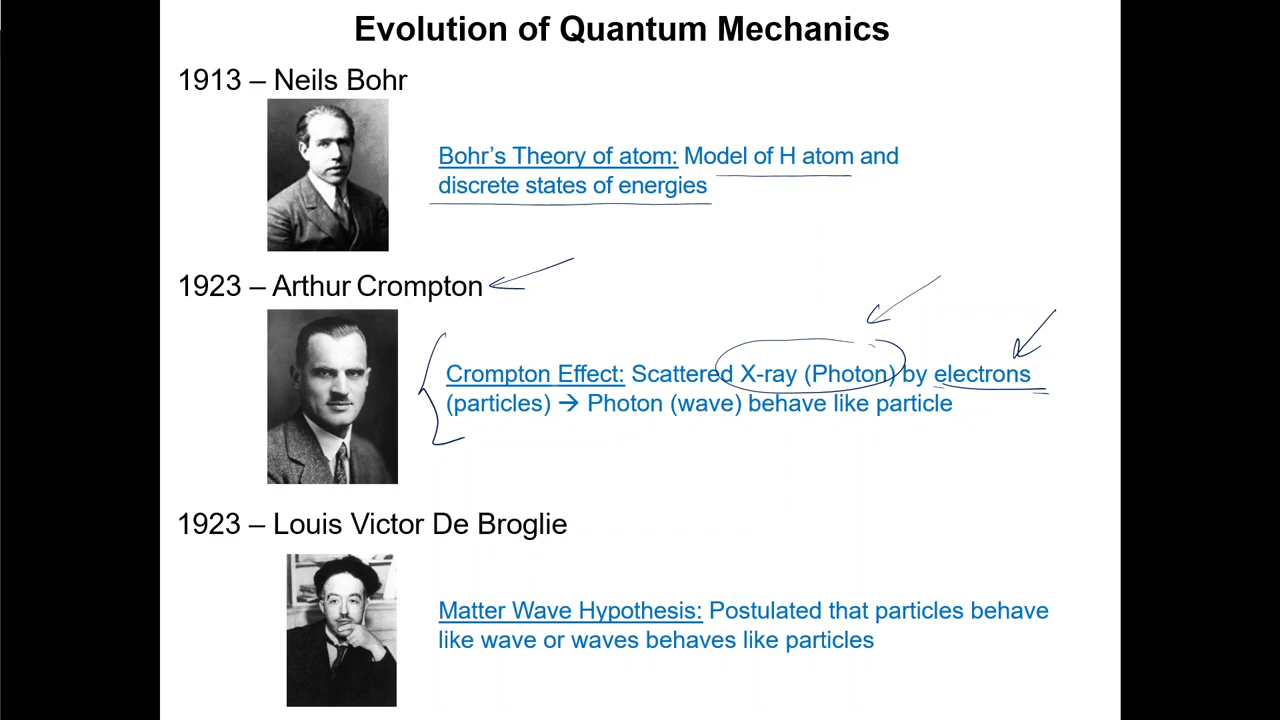 Evolution of Quantum Mechanics
1913 – Neils Bohr
Bohr's Theory of atom: Model of H atom and
discrete states of energies
1923 – Arthur Crompton
Crompton Effect: Scattered X-ray (Photon) by electrons
(particles) → Photon (wave) behave like particle
1923 – Louis Victor De Broglie
Matter Wave Hypothesis: Postulated that particles behave
like wave or waves behaves like particles